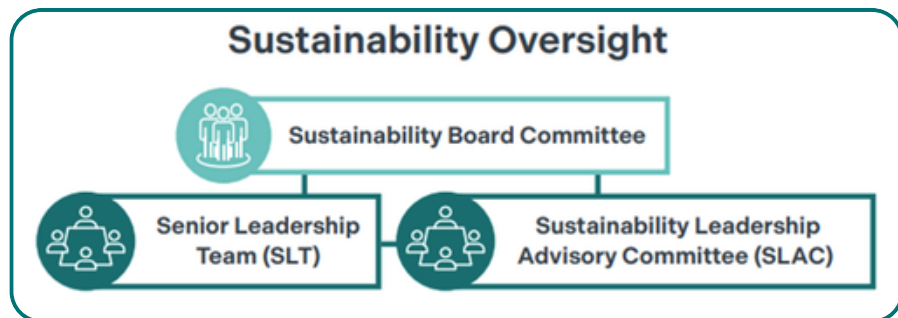 Sustainability Oversight
Sustainability Board Committee
Senior Leadership
Team (SLT)
Sustainability Leadership
Advisory Committee (SLAC)